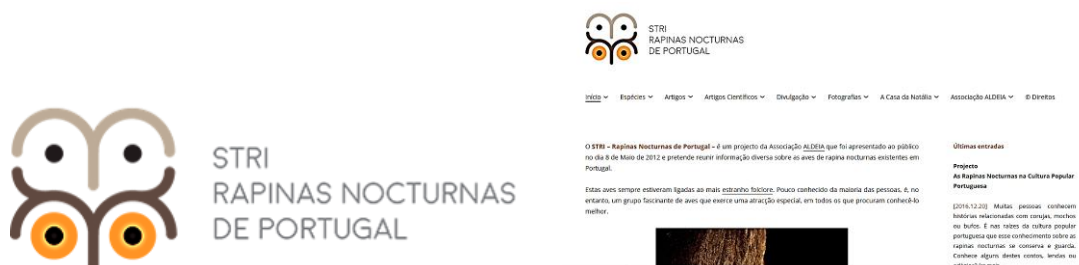 STRI
RAPINAS NOCTURNAS
DE PORTUGAL
STRI
RAPINAS NOCTURNAS
DE PORTUGAL
Início Espécies Artigos Artigos Científicos Divulgação Fotografias A Casa da Natália Associação ALDEIA © Direitos
O STRI – Rapinas Nocturnas de Portugal – é um projecto da Associação ALDEIA que foi apresentado ao público
no dia 8 de Maio de 2012 e pretende reunir informação diversa sobre as aves de rapina nocturnas existentes em
Portugal.
Estas aves sempre estiveram ligadas ao mais estranho folclore. Pouco conhecido da maioria das pessoas, é, no
entanto, um grupo fascinante de aves que exerce uma atracção especial, em todos os que procuram conhecê-lo
melhor.
Últimas entradas
Projecto
As Rapinas Nocturnas na Cultura Popular
Portuguesa
[2016.12.20] Muitas pessoas conhecem
histórias relacionadas com corujas, mochos
ou bufos. É nas raízes da cultura popular
portuguesa que esse conhecimento sobre as
rapinas nocturnas se conserva e guarda.
Conhece alguns destes contos, lendas ou